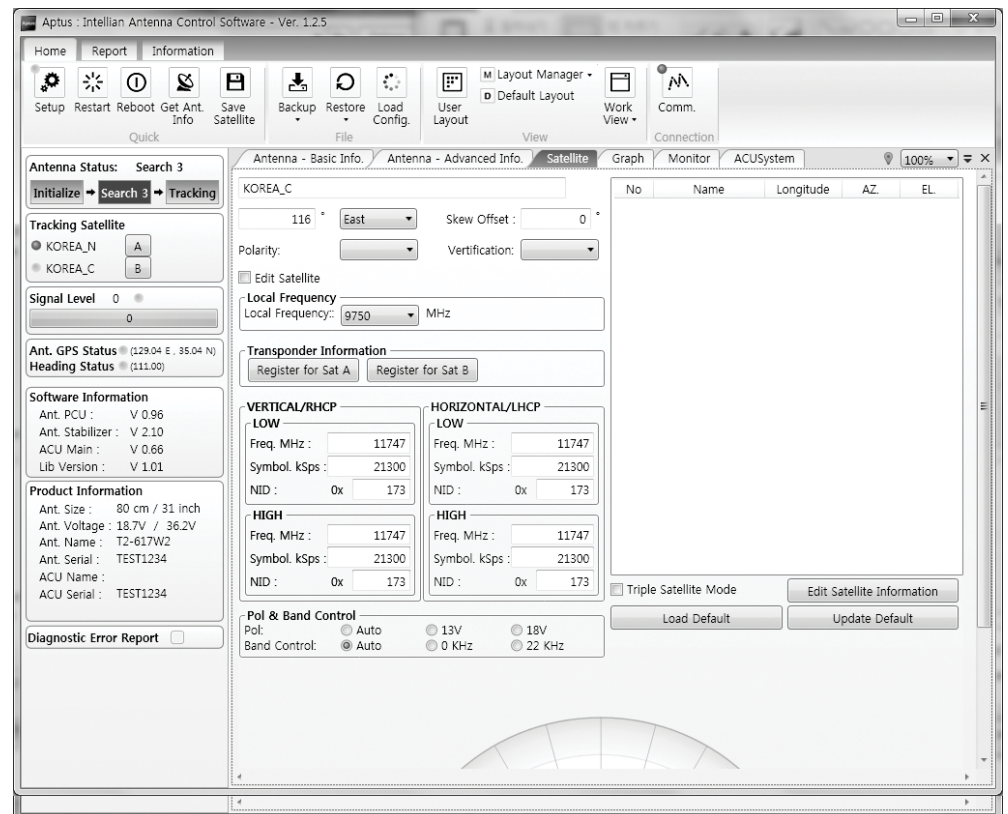 Aptus : Intellian Antenna Control Software - Ver. 1.2.5
Home Report Information
Setup Restart Reboot Get Ant. Info Save Satellite
Quick
Backup Restore Load Config.
File
User Layout
M Layout Manager
D Default Layout
Work View
View
Comm.
Connection
Antenna Status: Search 3
Initialize Search 3 Tracking
Tracking Satellite
KOREA_N A
KOREA_C B
Signal Level 0
0
Ant. GPS Status (129.04 E , 35.04 N)
Heading Status (111.00)
Software Information
Ant. PCU : V 0.96
Ant. Stabilizer : V 2.10
ACU Main : V 0.66
Lib Version : V 1.01
Product Information
Ant. Size : 80 cm / 31 inch
Ant. Voltage : 18.7V / 36.2V
Ant. Name : T2-617W2
Ant. Serial : TEST1234
ACU Name :
ACU Serial : TEST1234
Diagnostic Error Report
Antenna - Basic Info. Antenna - Advanced Info. Satellite Graph Monitor ACUSystem 100%
KOREA_C
116 ° East Skew Offset : 0 °
Polarity: Vertification:
Edit Satellite
Local Frequency
Local Frequency:: 9750 MHz
Transponder Information
Register for Sat A Register for Sat B
VERTICAL/RHCP
LOW
Freq. MHz : 11747
Symbol. kSps : 21300
NID : 0x 173
HIGH
Freq. MHz : 11747
Symbol. kSps : 21300
NID : 0x 173
HORIZONTAL/LHCP
LOW
Freq. MHz : 11747
Symbol. kSps : 21300
NID : 0x 173
HIGH
Freq. MHz : 11747
Symbol. kSps : 21300
NID : 0x 173
Pol & Band Control
Pol: Auto 13V 18V
Band Control: Auto 0 KHz 22 KHz
No Name Longitude AZ. EL.
Triple Satellite Mode Edit Satellite Information
Load Default Update Default